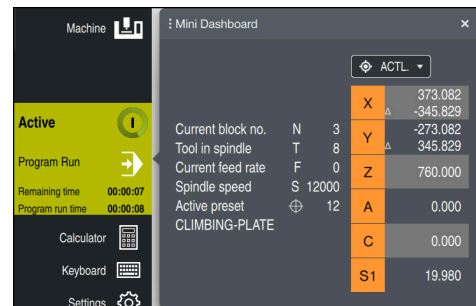 Machine
Mini Dashboard
×
ACTL.
X 373.082
Δ -345.829
Y -273.082
Δ 345.829
Z 760.000
A 0.000
C 0.000
S1 19.980
Current block no. N 3
Tool in spindle T 8
Current feed rate F 0
Spindle speed S 12000
Active preset 12
CLIMBING-PLATE
Active
Program Run
Remaining time 00:00:07
Program run time 00:00:08
Calculator
Keyboard
Settings